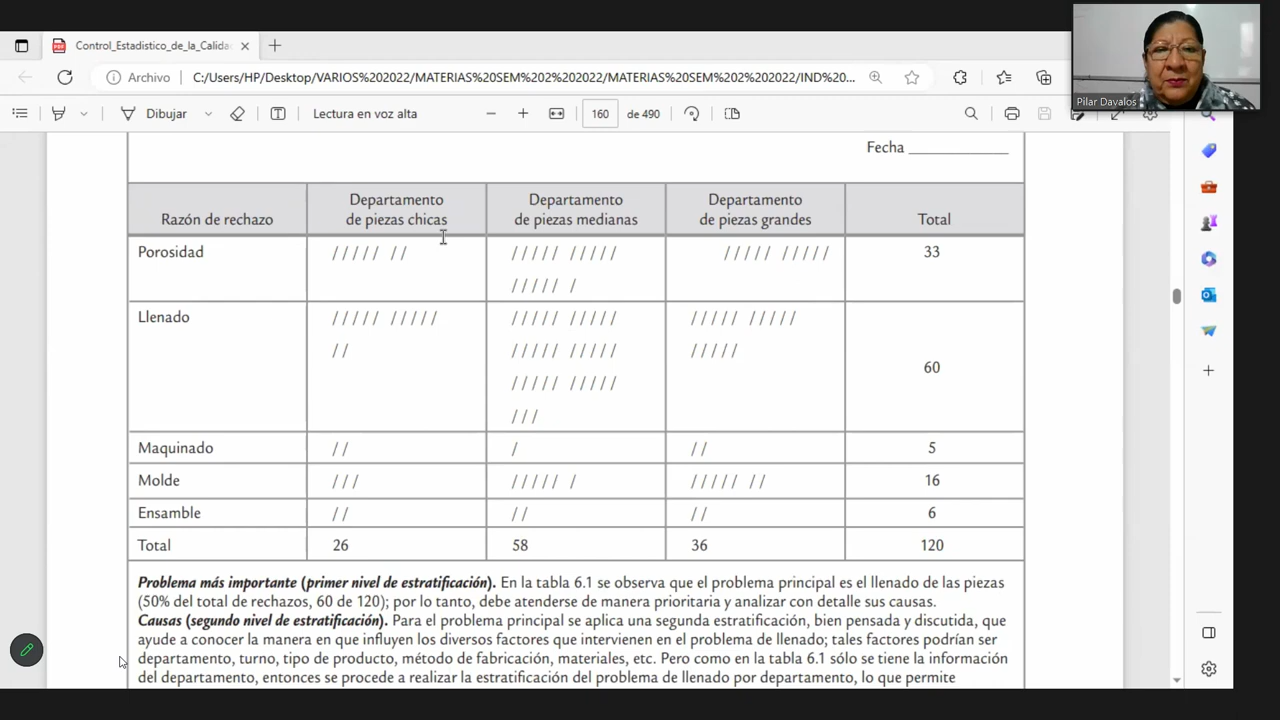 Control_Estadistico_de_la_Calida
Archivo C:/Users/HP/Desktop/VARIOS%202022/MATERIAS%20SEM%202%202022/MATERIAS%20SEM%202%202022/IND%20...
Pilar Davalos
Dibujar Lectura en voz alta 160 de 490
Fecha ____________
Razón de rechazo Departamento de piezas chicas Departamento de piezas medianas Departamento de piezas grandes Total
Porosidad ///// // ///// ///// ///// / ///// ///// 33
Llenado ///// ///// // ///// ///// ///// ///// ///// ///// /// ///// ///// ///// 60
Maquinado // / // 5
Molde /// ///// / ///// // 16
Ensamble // // // 6
Total 26 58 36 120
Problema más importante (primer nivel de estratificación). En la tabla 6.1 se observa que el problema principal es el llenado de las piezas
(50% del total de rechazos, 60 de 120); por lo tanto, debe atenderse de manera prioritaria y analizar con detalle sus causas.
Causas (segundo nivel de estratificación). Para el problema principal se aplica una segunda estratificación, bien pensada y discutida, que
ayude a conocer la manera en que influyen los diversos factores que intervienen en el problema de llenado; tales factores podrían ser
departamento, turno, tipo de producto, método de fabricación, materiales, etc. Pero como en la tabla 6.1 sólo se tiene la información
del departamento, entonces se procede a realizar la estratificación del problema de llenado por departamento, lo que permite